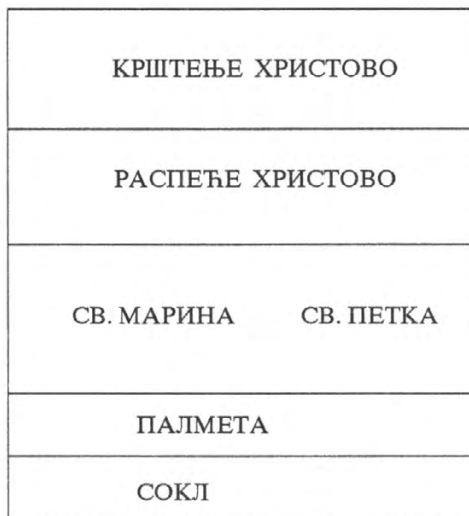 КРШТЕЊЕ ХРИСТОВО
РАСПЕЋЕ ХРИСТОВО
СВ. МАРИНА СВ. ПЕТКА
ПАЛМЕТА
СОКЛ